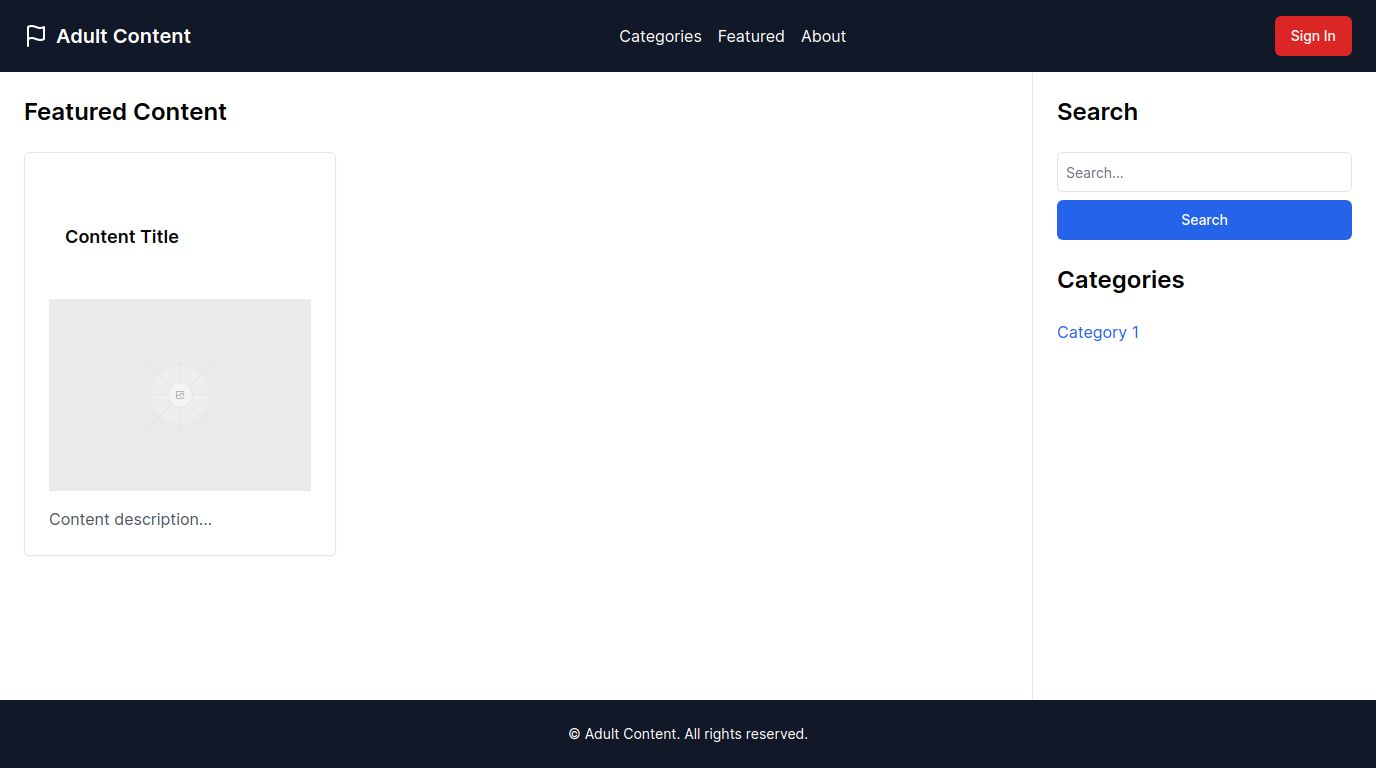 Adult Content
Categories Featured About
Sign In
Featured Content
Content Title
Content description...
Search
Search...
Search
Categories
Category 1
© Adult Content. All rights reserved.